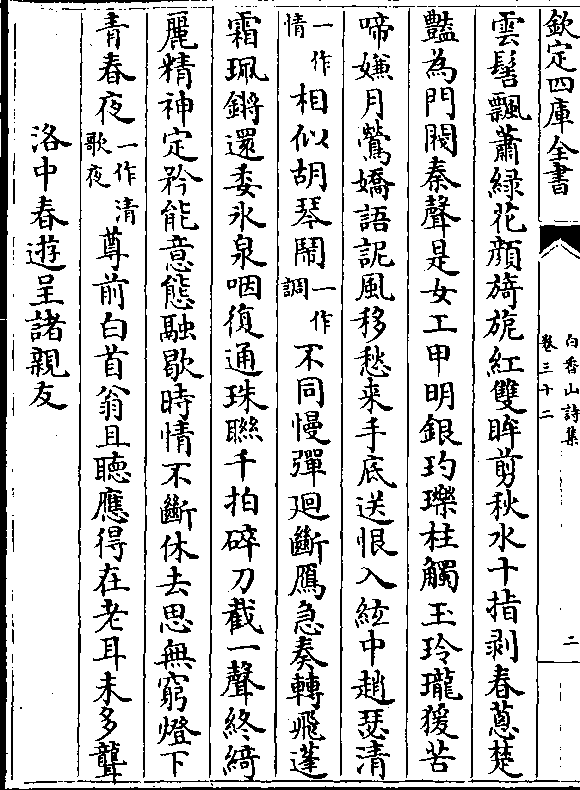 欽定四庫全書
白香山詩集
卷三十二
二
雲髻飄蕭緑花顔旖旎紅雙眸剪秋水十指剥春葱楚
豔為門閥秦聲是女工甲明銀玓瓅柱觸玉玲瓏猨苦
啼嫌月鶯嬌語䛏風移愁来手底送恨入絃中趙瑟清
一作情相似胡琴鬧一作調不同慢彈廻斷鴈急奏轉飛蓬
霜珮鏘還委氷泉咽復通珠聮千拍碎刀截一聲終綺
麗精神定矜能意態融歇時情不斷休去思無窮燈下
青春夜一作清歌夜尊前白首翁且聴應得在老耳未多聾
洛中春遊呈諸親友